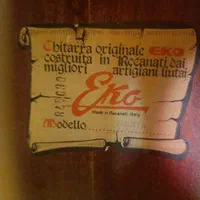 Chitarra originale EKO
costruita in Recanati dai
migliori artigiani liutai
Eko
Made in Recanati, Italy
Modello